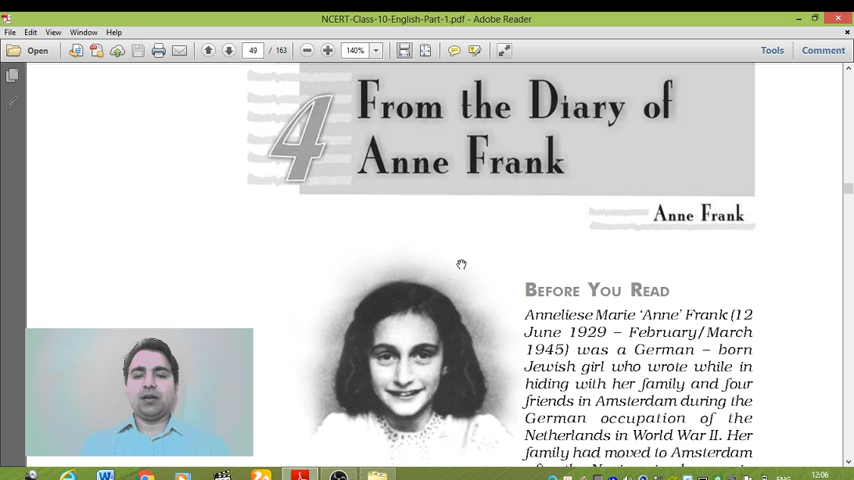 NCERT-Class-10-English-Part-1.pdf - Adobe Reader
File Edit View Window Help
Open 49 / 163 140% Tools Comment
4 From the Diary of
Anne Frank
Anne Frank
BEFORE YOU READ
Anneliese Marie ‘Anne’ Frank (12
June 1929 – February/March
1945) was a German – born
Jewish girl who wrote while in
hiding with her family and four
friends in Amsterdam during the
German occupation of the
Netherlands in World War II. Her
family had moved to Amsterdam
ENG 12:06